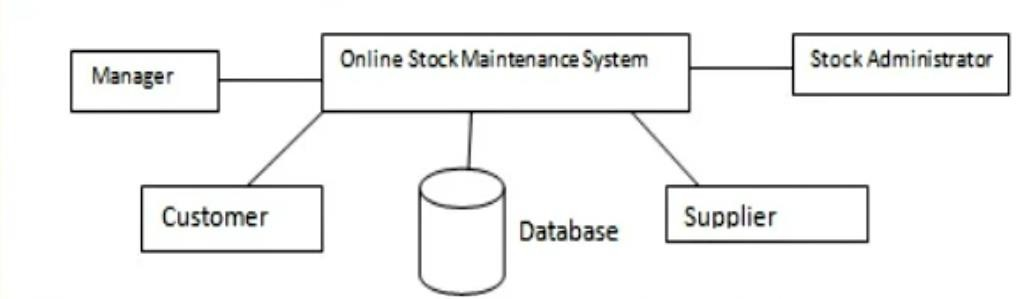 Online Stock Maintenance System
Manager
Stock Administrator
Customer
Database
Supplier